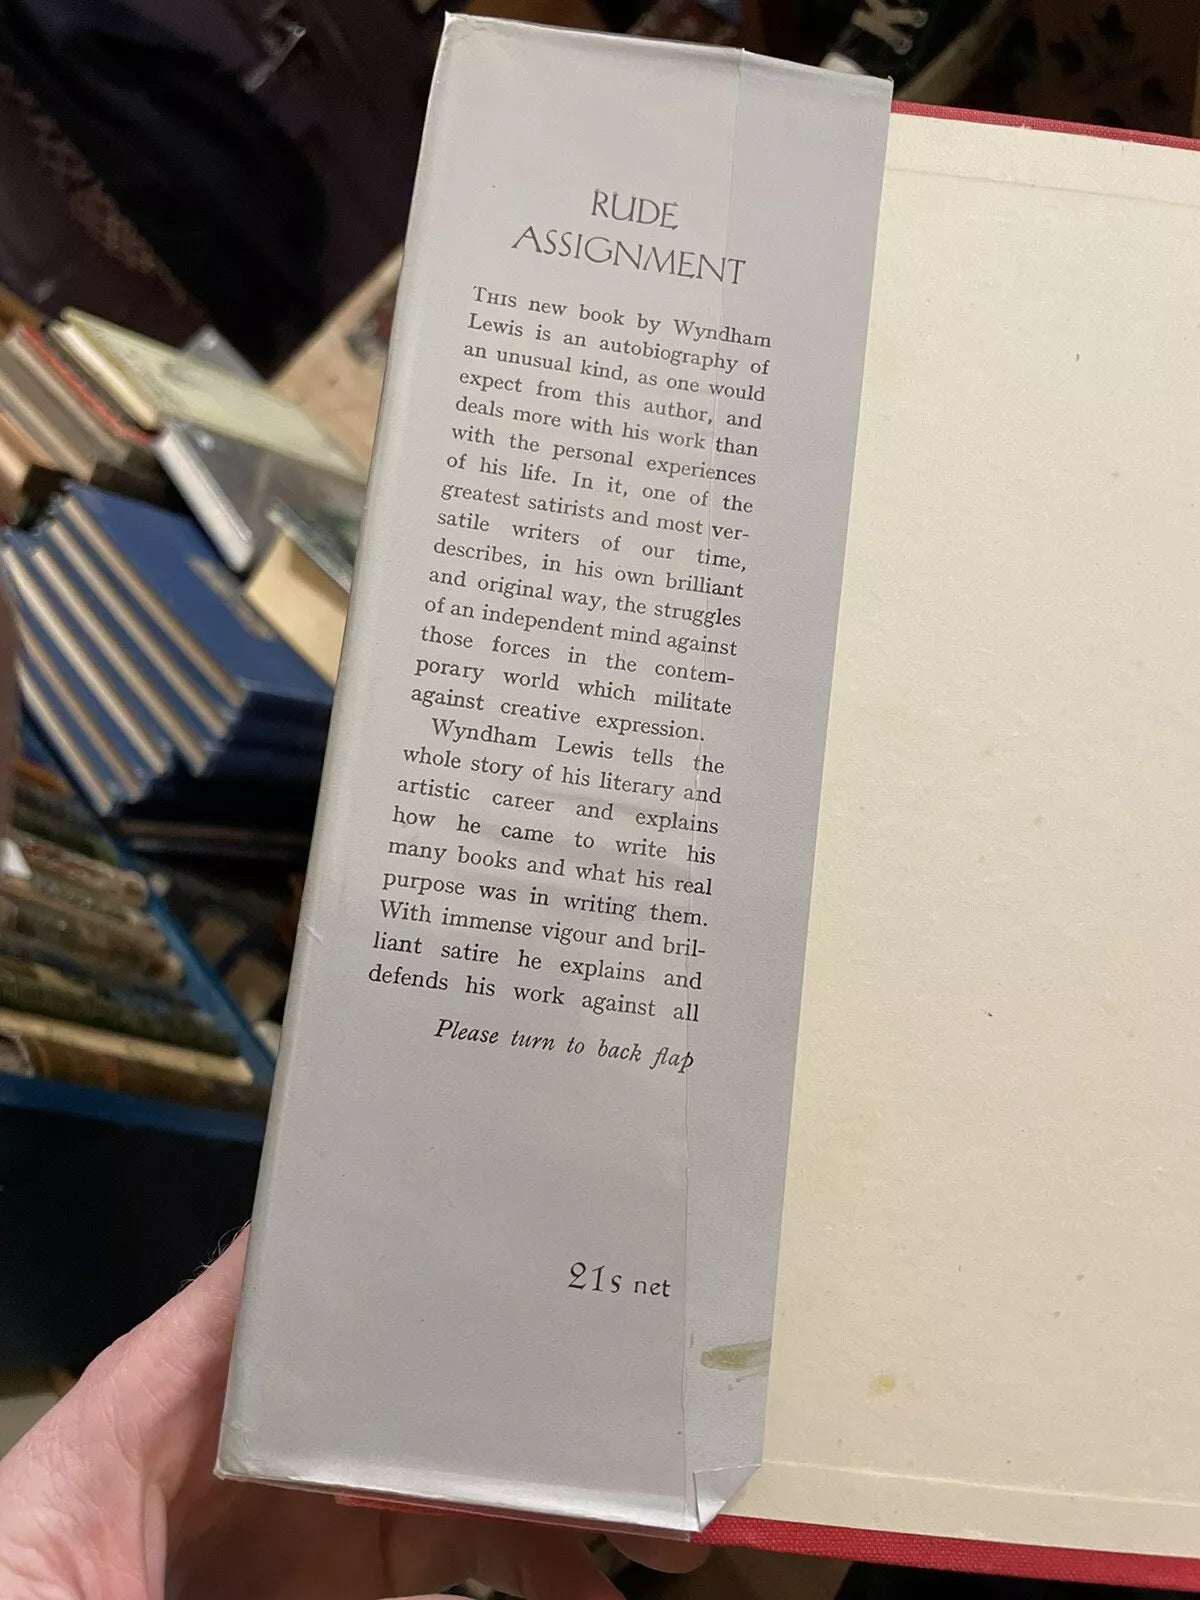 RUDE
ASSIGNMENT
THIS new book by Wyndham
Lewis is an autobiography of
an unusual kind, as one would
expect from this author, and
deals more with his work than
with the personal experiences
of his life. In it, one of the
greatest satirists and most ver-
satile writers of our time,
describes, in his own brilliant
and original way, the struggles
of an independent mind against
those forces in the contem-
porary world which militate
against creative expression.
Wyndham Lewis tells the
whole story of his literary and
artistic career and explains
how he came to write his
many books and what his real
purpose was in writing them.
With immense vigour and bril-
liant satire he explains and
defends his work against all
Please turn to back flap
21s net